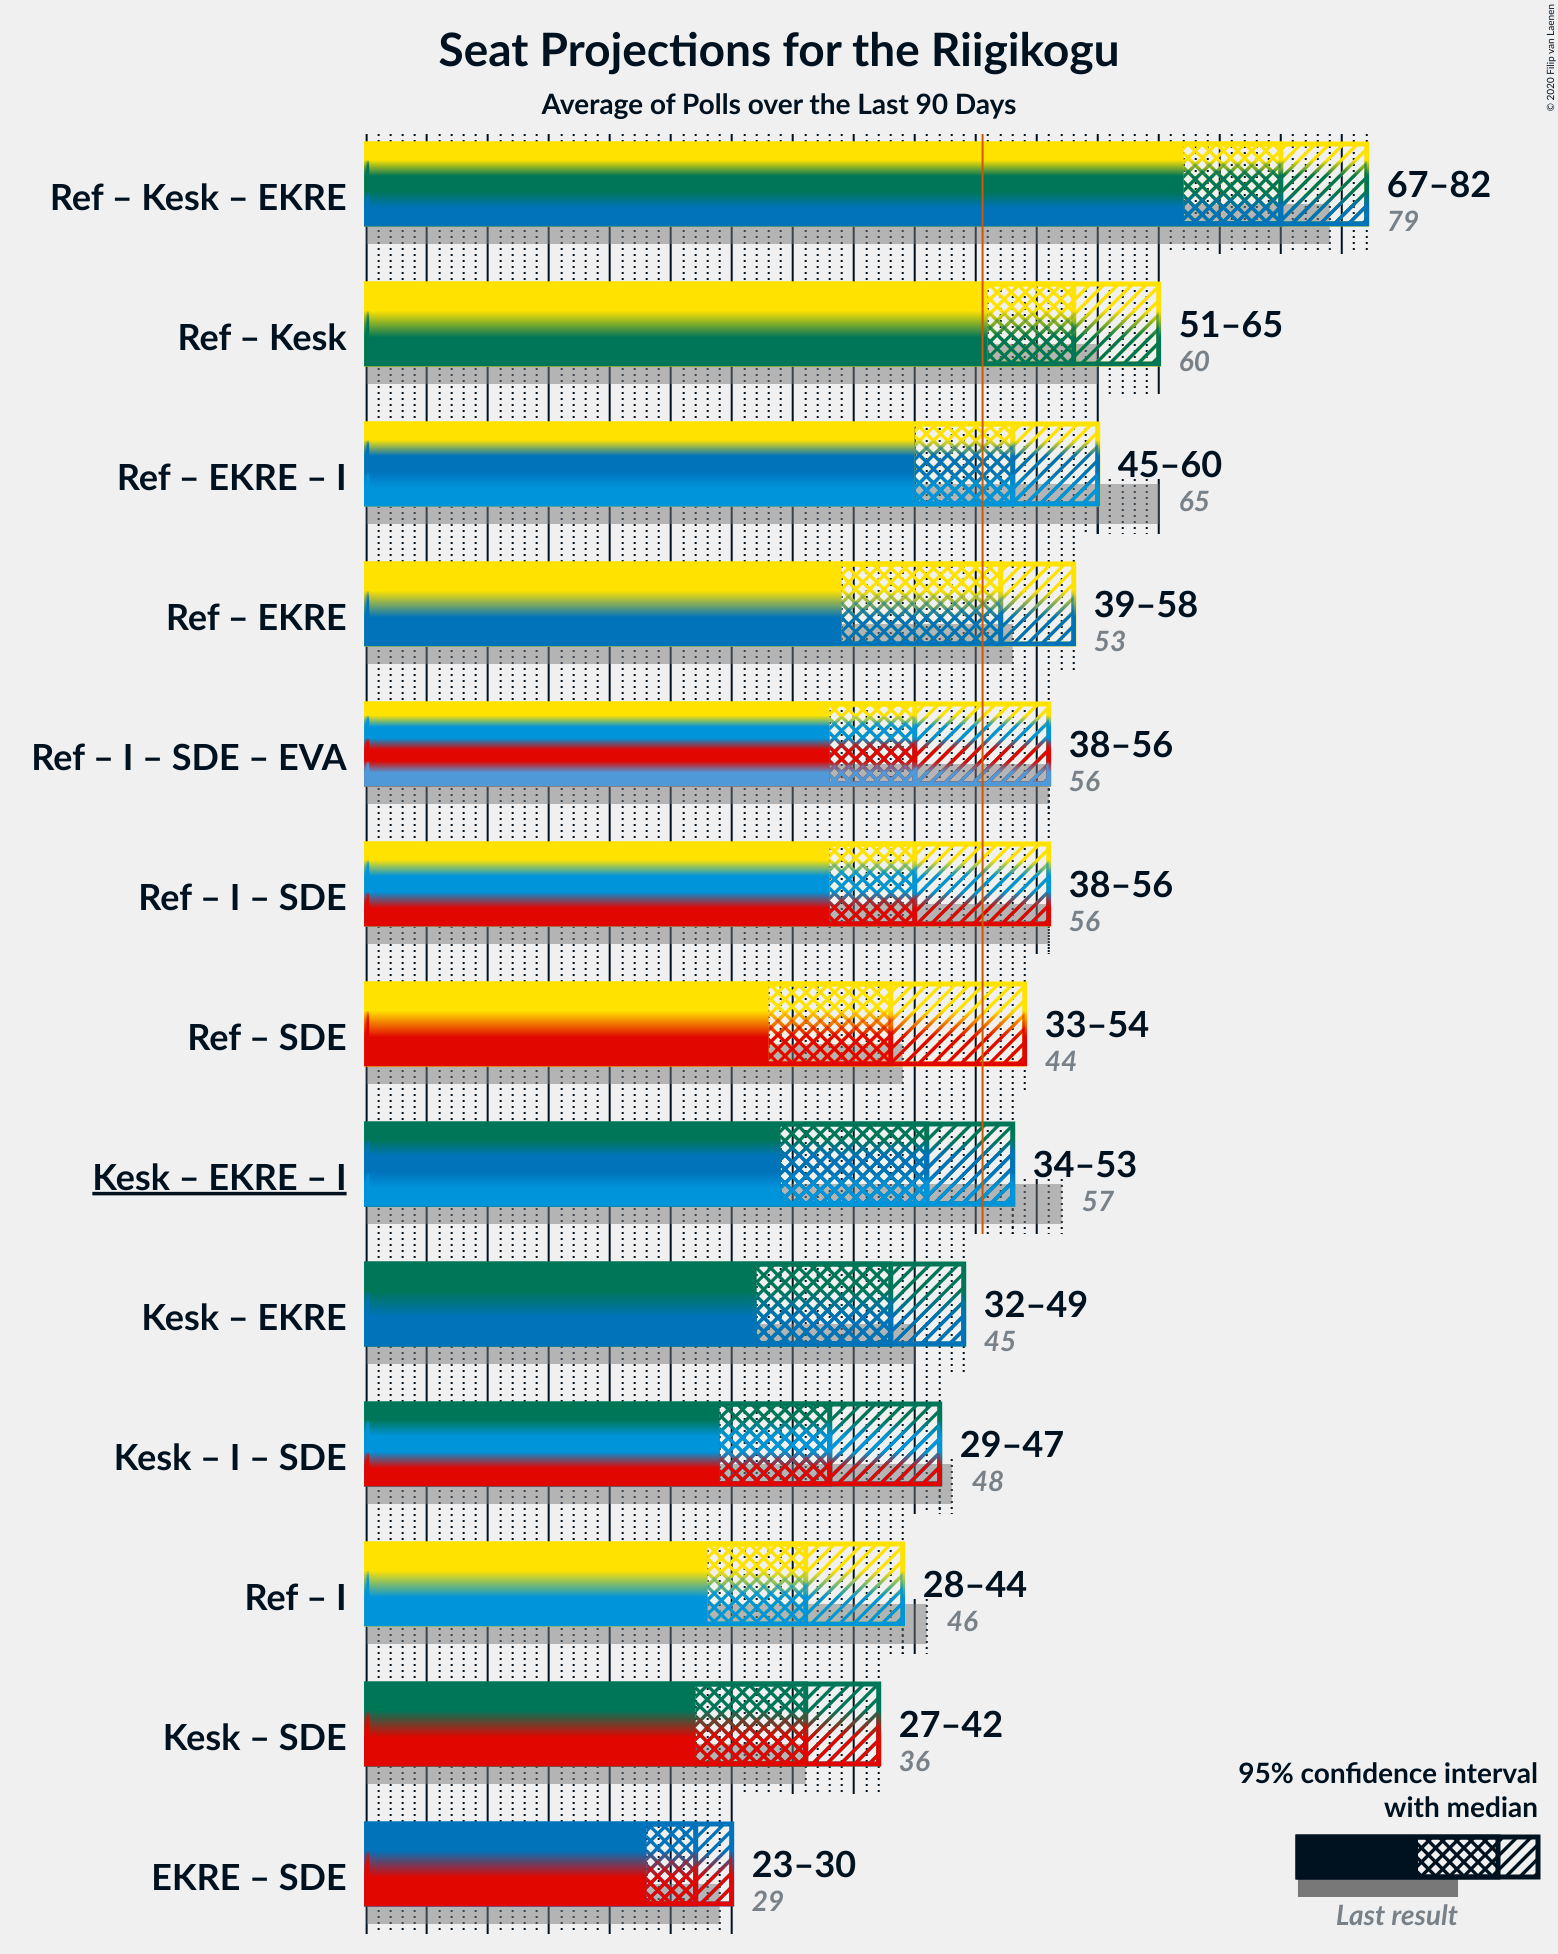 © 2020 Filip van Laenen
Seat Projections for the Riigikogu
Average of Polls over the Last 90 Days
Ref – Kesk – EKRE
67–82
79
Ref – Kesk
51–65
60
Ref – EKRE – I
45–60
65
Ref – EKRE
39–58
53
Ref – I – SDE – EVA
38–56
56
Ref – I – SDE
38–56
56
Ref – SDE
33–54
44
Kesk – EKRE – I
34–53
57
Kesk – EKRE
32–49
45
Kesk – I – SDE
29–47
48
Ref – I
28–44
46
Kesk – SDE
27–42
36
EKRE – SDE
23–30
29
95% confidence interval
with median
Last result